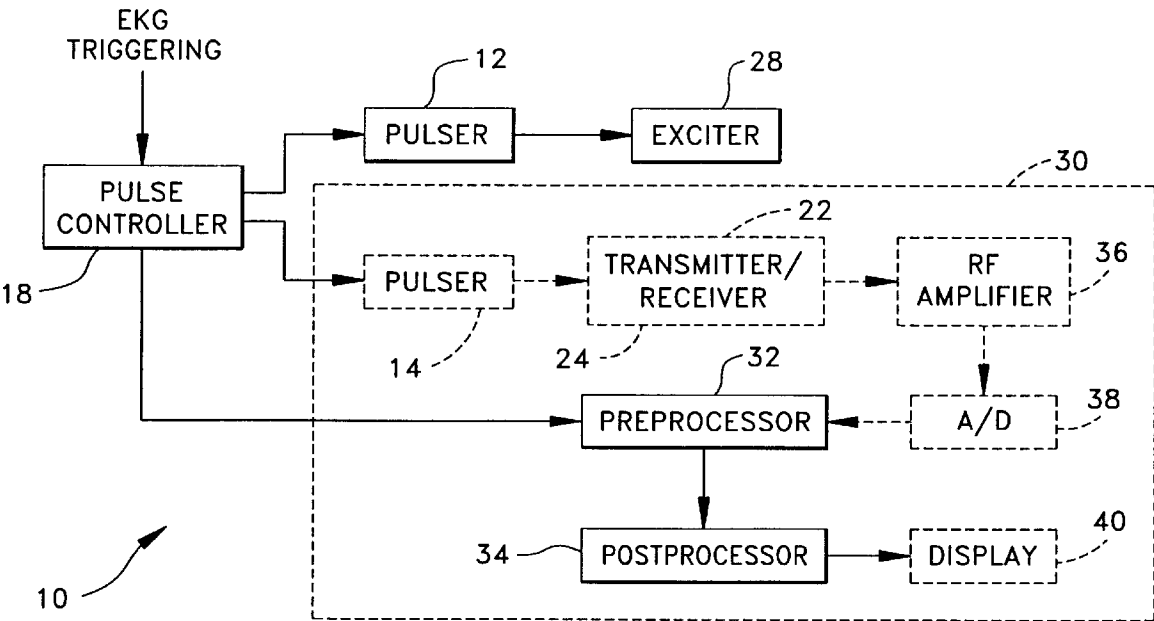 EKG
TRIGGERING
12
28
PULSER
EXCITER
30
PULSE
CONTROLLER
22
18
PULSER
TRANSMITTER/
RECEIVER
RF
AMPLIFIER
36
14
24
32
PREPROCESSOR
A/D
38
34
POSTPROCESSOR
DISPLAY
40
10